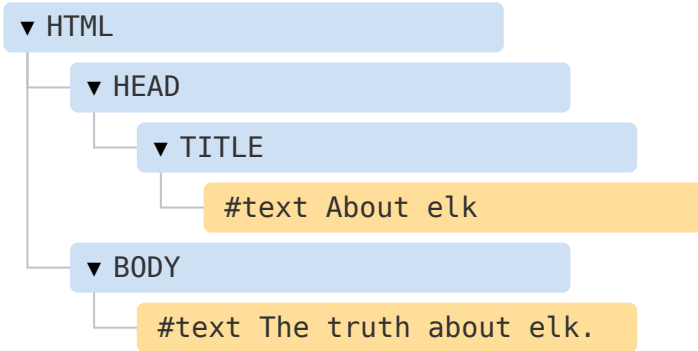 ▾ HTML
▾ HEAD
▾ TITLE
#text About elk
▾ BODY
#text The truth about elk.